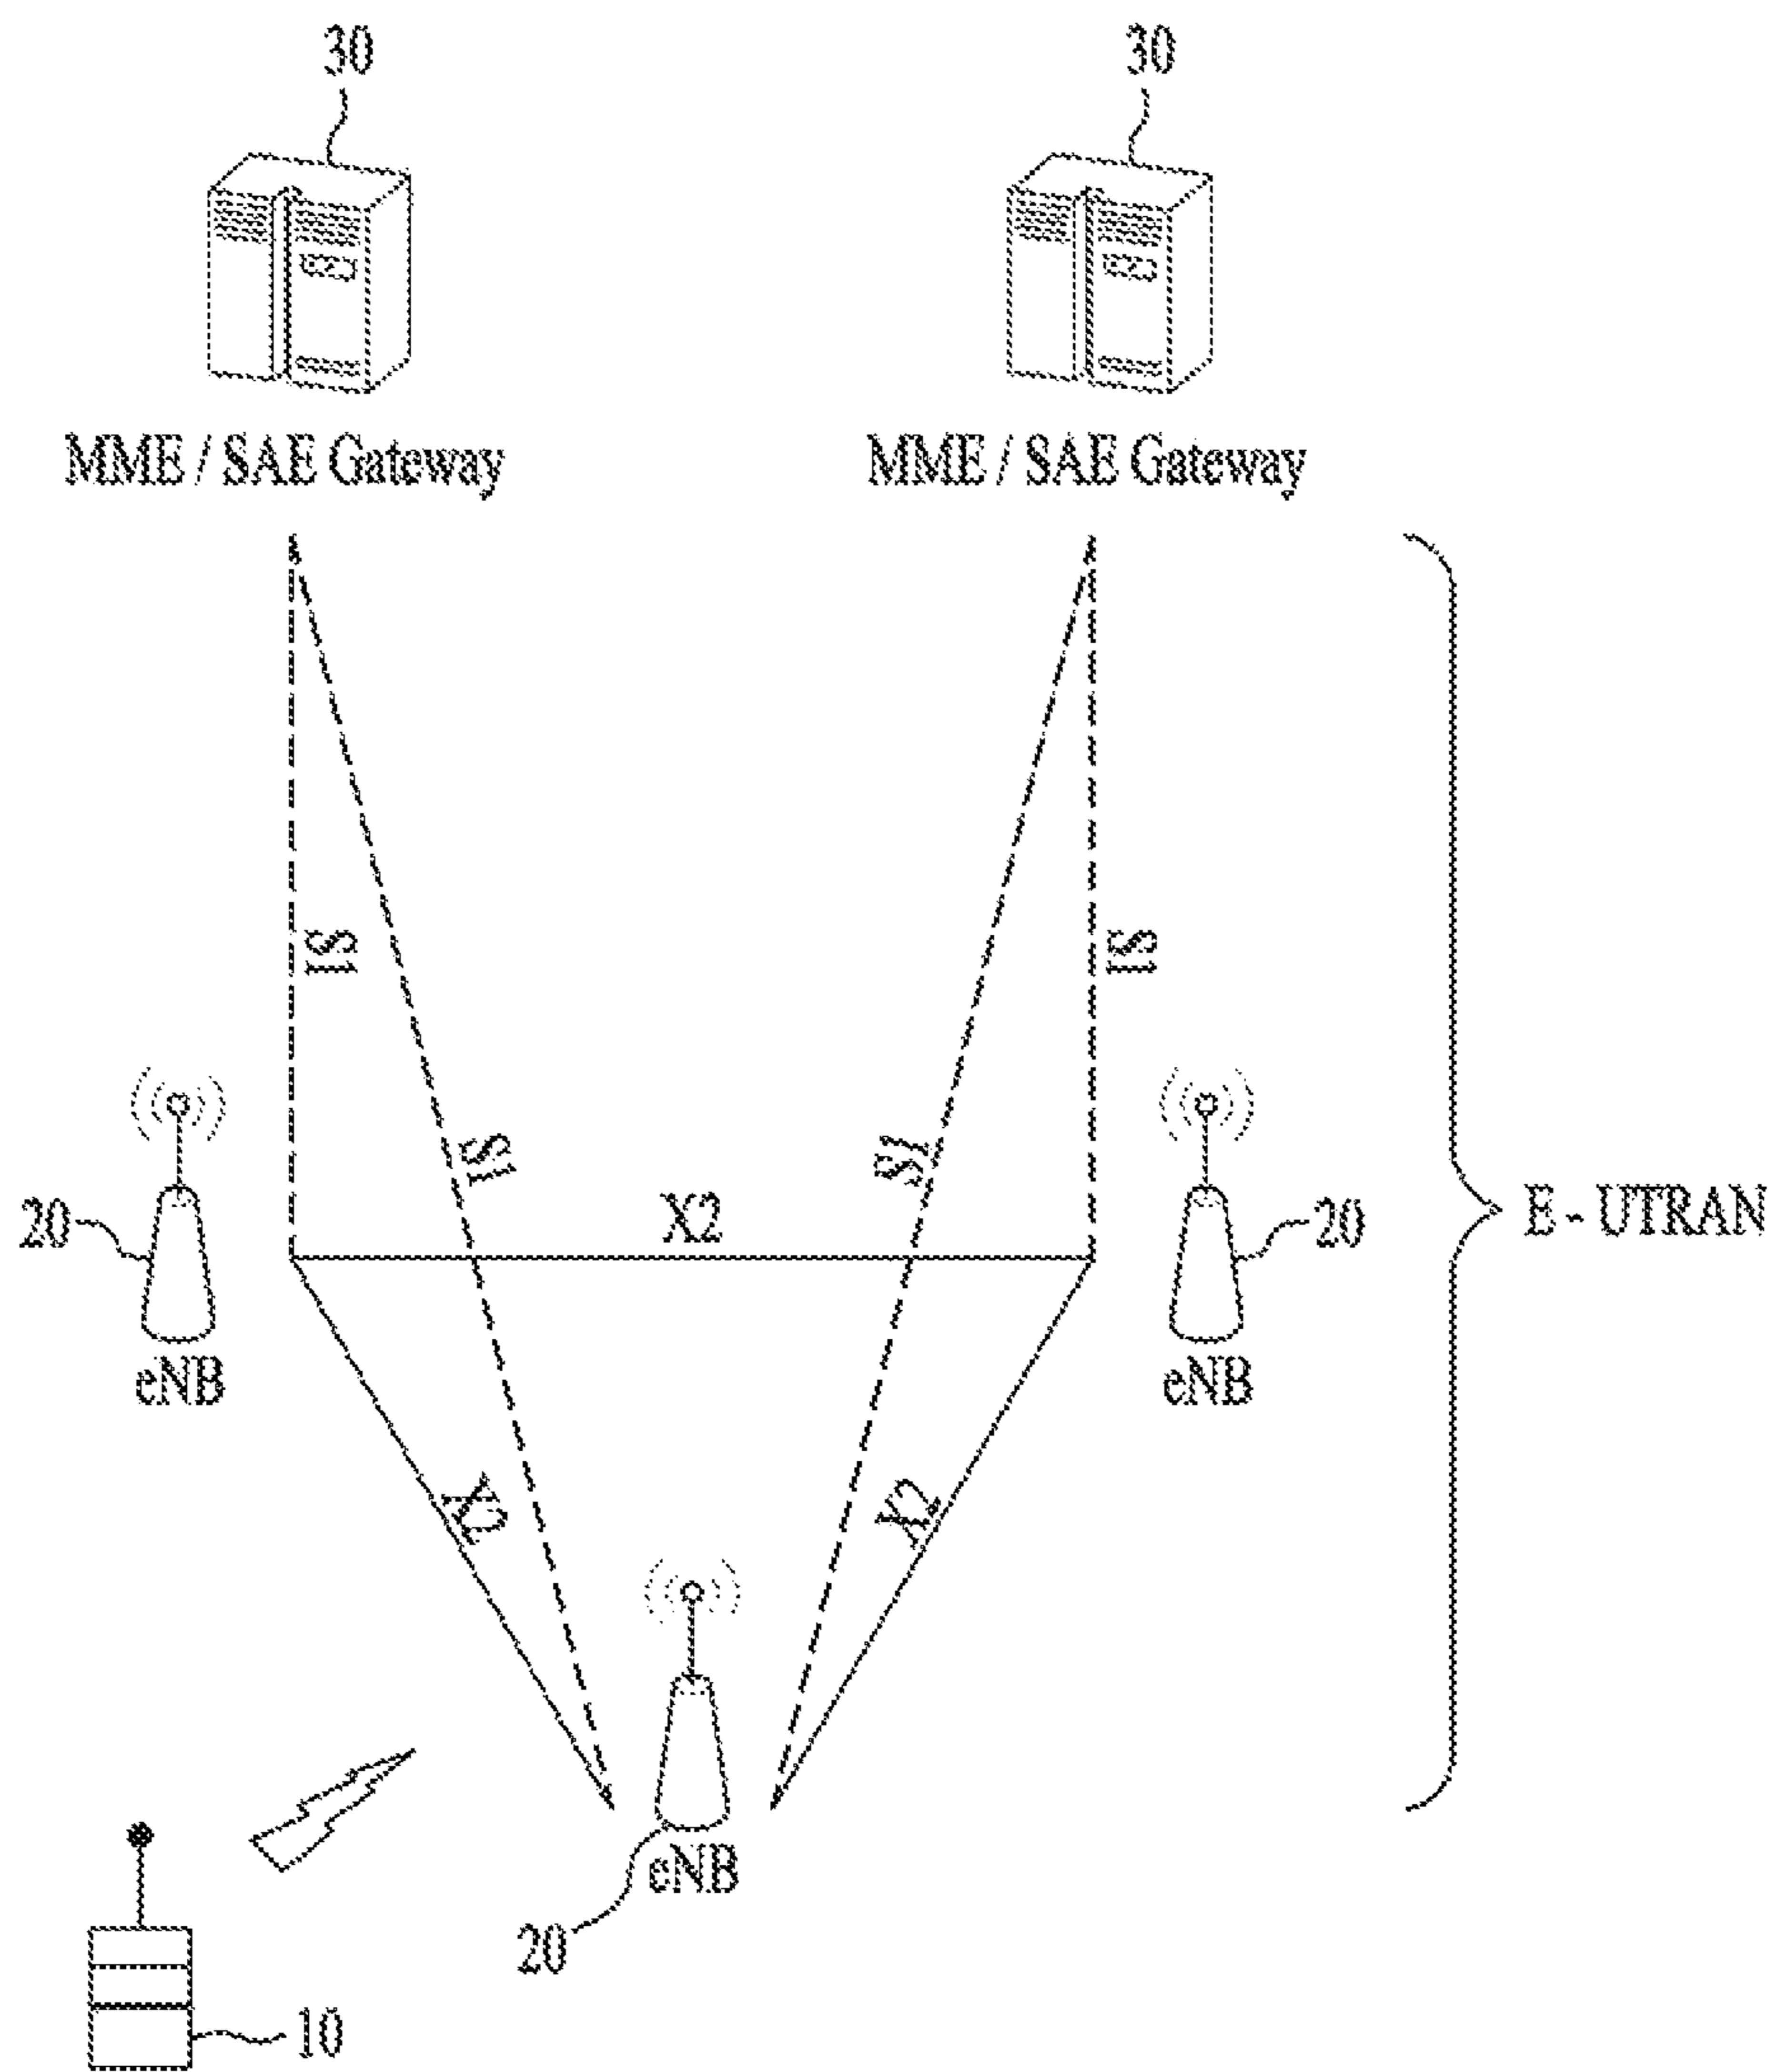 30
30
MME / SAE Gateway
MME / SAE Gateway
S1
S1
S1
S1
X2
20
20
E - UTRAN
eNB
eNB
X2
X2
eNB
20
10